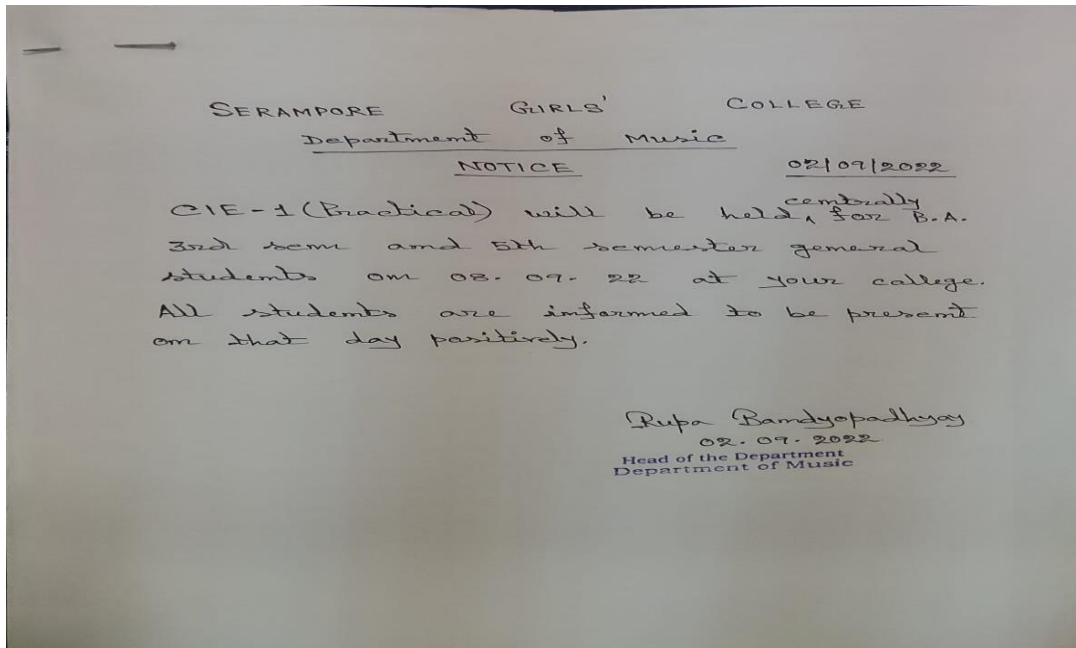 SERAMPORE GIRLS' COLLEGE
Department of Music
NOTICE 02/09/2022
CIE-1 (Practical) will be held, centrally for B.A.
3rd sem and 5th semester general
students on 08.09.22 at your college.
All students are informed to be present
on that day positively.
Rupa Bandyopadhyay
02.09.2022
Head of the Department
Department of Music